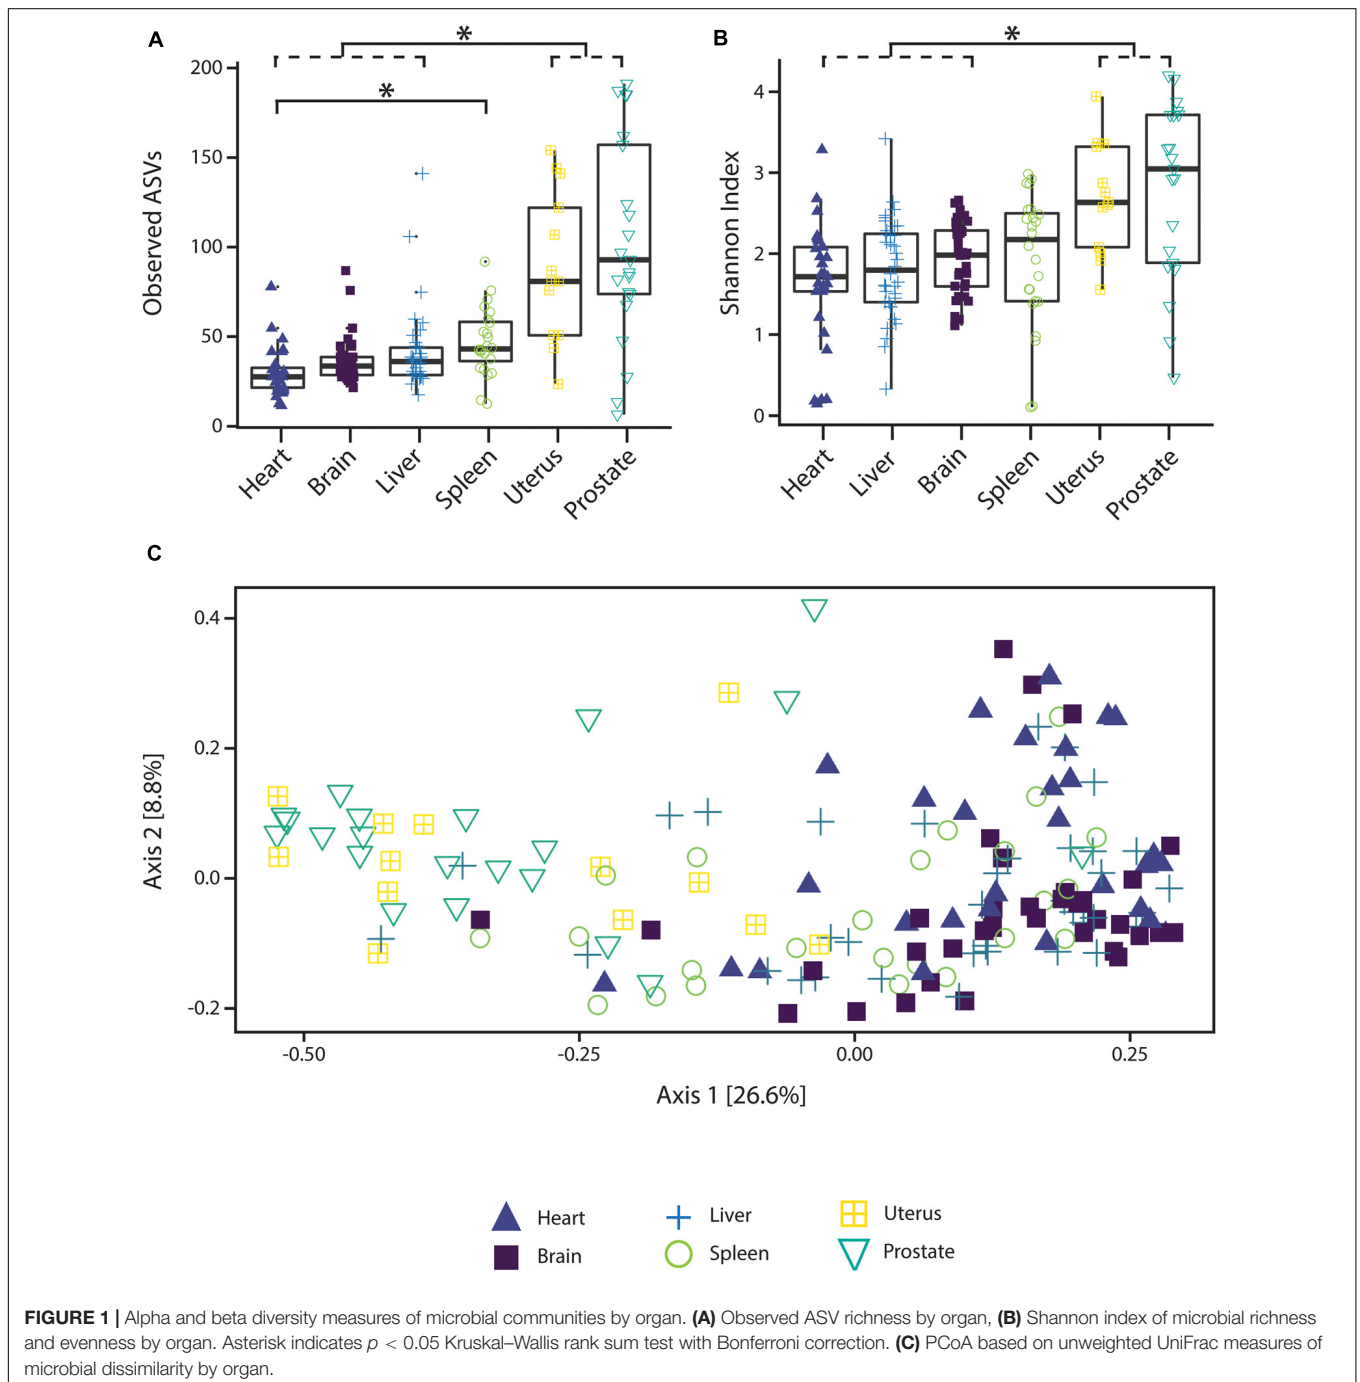 A
*
*
Observed ASVs
200
150
100
50
0
Heart
Brain
Liver
Spleen
Uterus
Prostate
B
*
Shannon Index
4
3
2
1
0
Heart
Liver
Brain
Spleen
Uterus
Prostate
C
Axis 2 [8.8%]
0.4
0.2
0.0
-0.2
-0.50
-0.25
0.00
0.25
Axis 1 [26.6%]
Heart
Liver
Uterus
Brain
Spleen
Prostate
FIGURE 1 | Alpha and beta diversity measures of microbial communities by organ. (A) Observed ASV richness by organ, (B) Shannon index of microbial richness
and evenness by organ. Asterisk indicates p < 0.05 Kruskal–Wallis rank sum test with Bonferroni correction. (C) PCoA based on unweighted UniFrac measures of
microbial dissimilarity by organ.